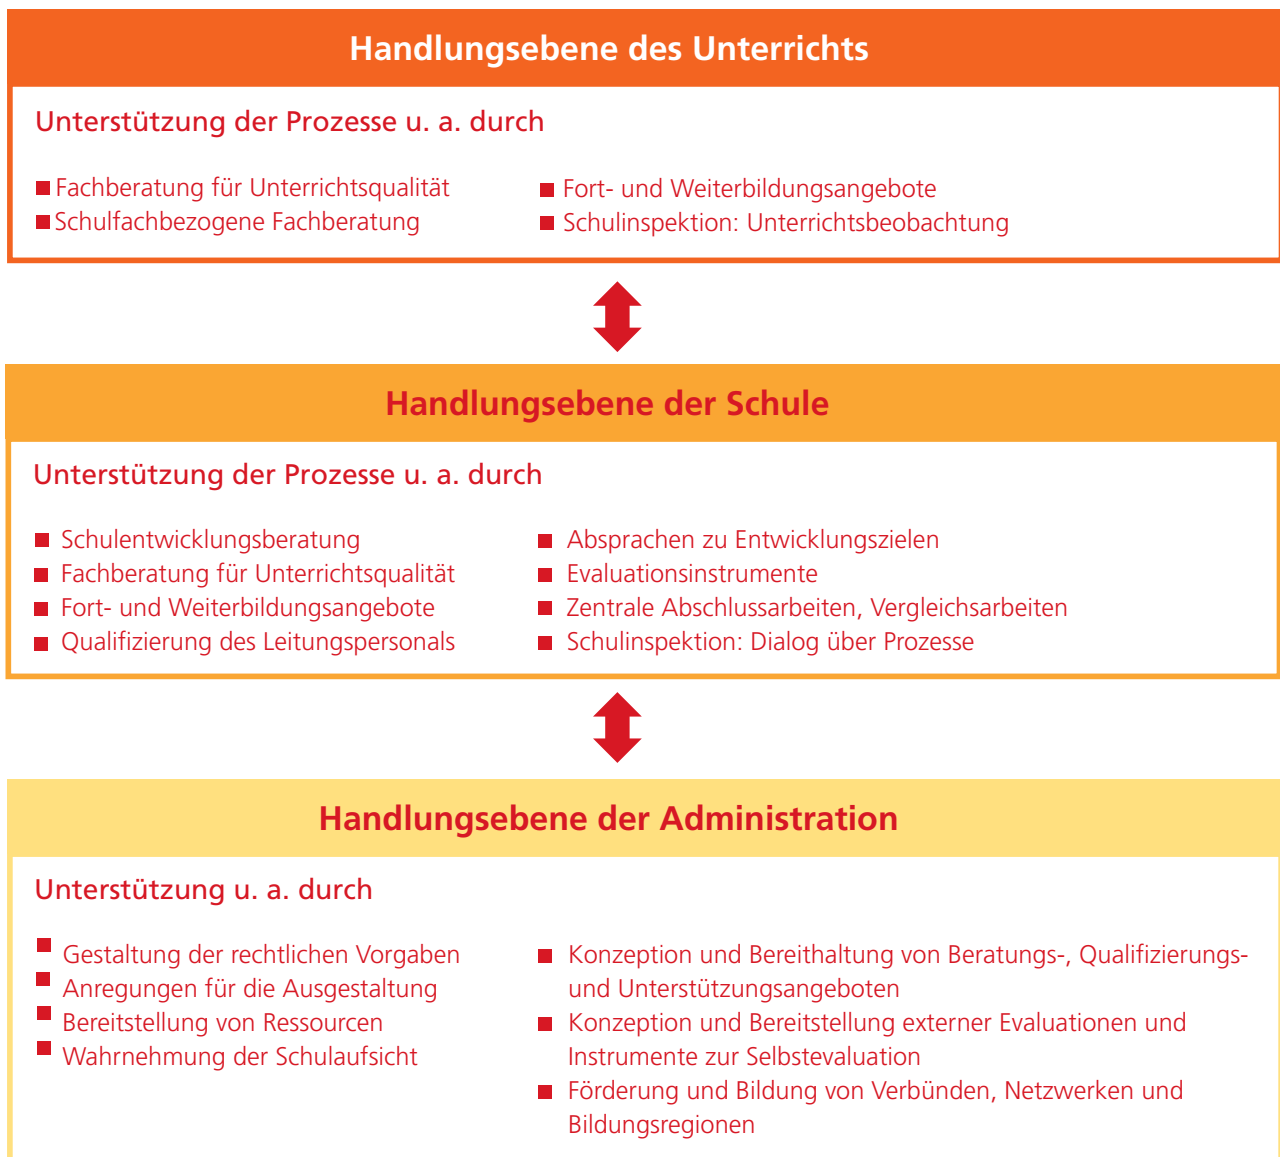 Handlungsebene des Unterrichts
Unterstützung der Prozesse u. a. durch
Fachberatung für Unterrichtsqualität
Schulfachbezogene Fachberatung
Fort- und Weiterbildungsangebote
Schulinspektion: Unterrichtsbeobachtung
Handlungsebene der Schule
Unterstützung der Prozesse u. a. durch
Schulentwicklungsberatung
Fachberatung für Unterrichtsqualität
Fort- und Weiterbildungsangebote
Qualifizierung des Leitungspersonals
Absprachen zu Entwicklungszielen
Evaluationsinstrumente
Zentrale Abschlussarbeiten, Vergleichsarbeiten
Schulinspektion: Dialog über Prozesse
Handlungsebene der Administration
Unterstützung u. a. durch
Gestaltung der rechtlichen Vorgaben
Anregungen für die Ausgestaltung
Bereitstellung von Ressourcen
Wahrnehmung der Schulaufsicht
Konzeption und Bereithaltung von Beratungs-, Qualifizierungs-
und Unterstützungsangeboten
Konzeption und Bereitstellung externer Evaluationen und
Instrumente zur Selbstevaluation
Förderung und Bildung von Verbünden, Netzwerken und
Bildungsregionen